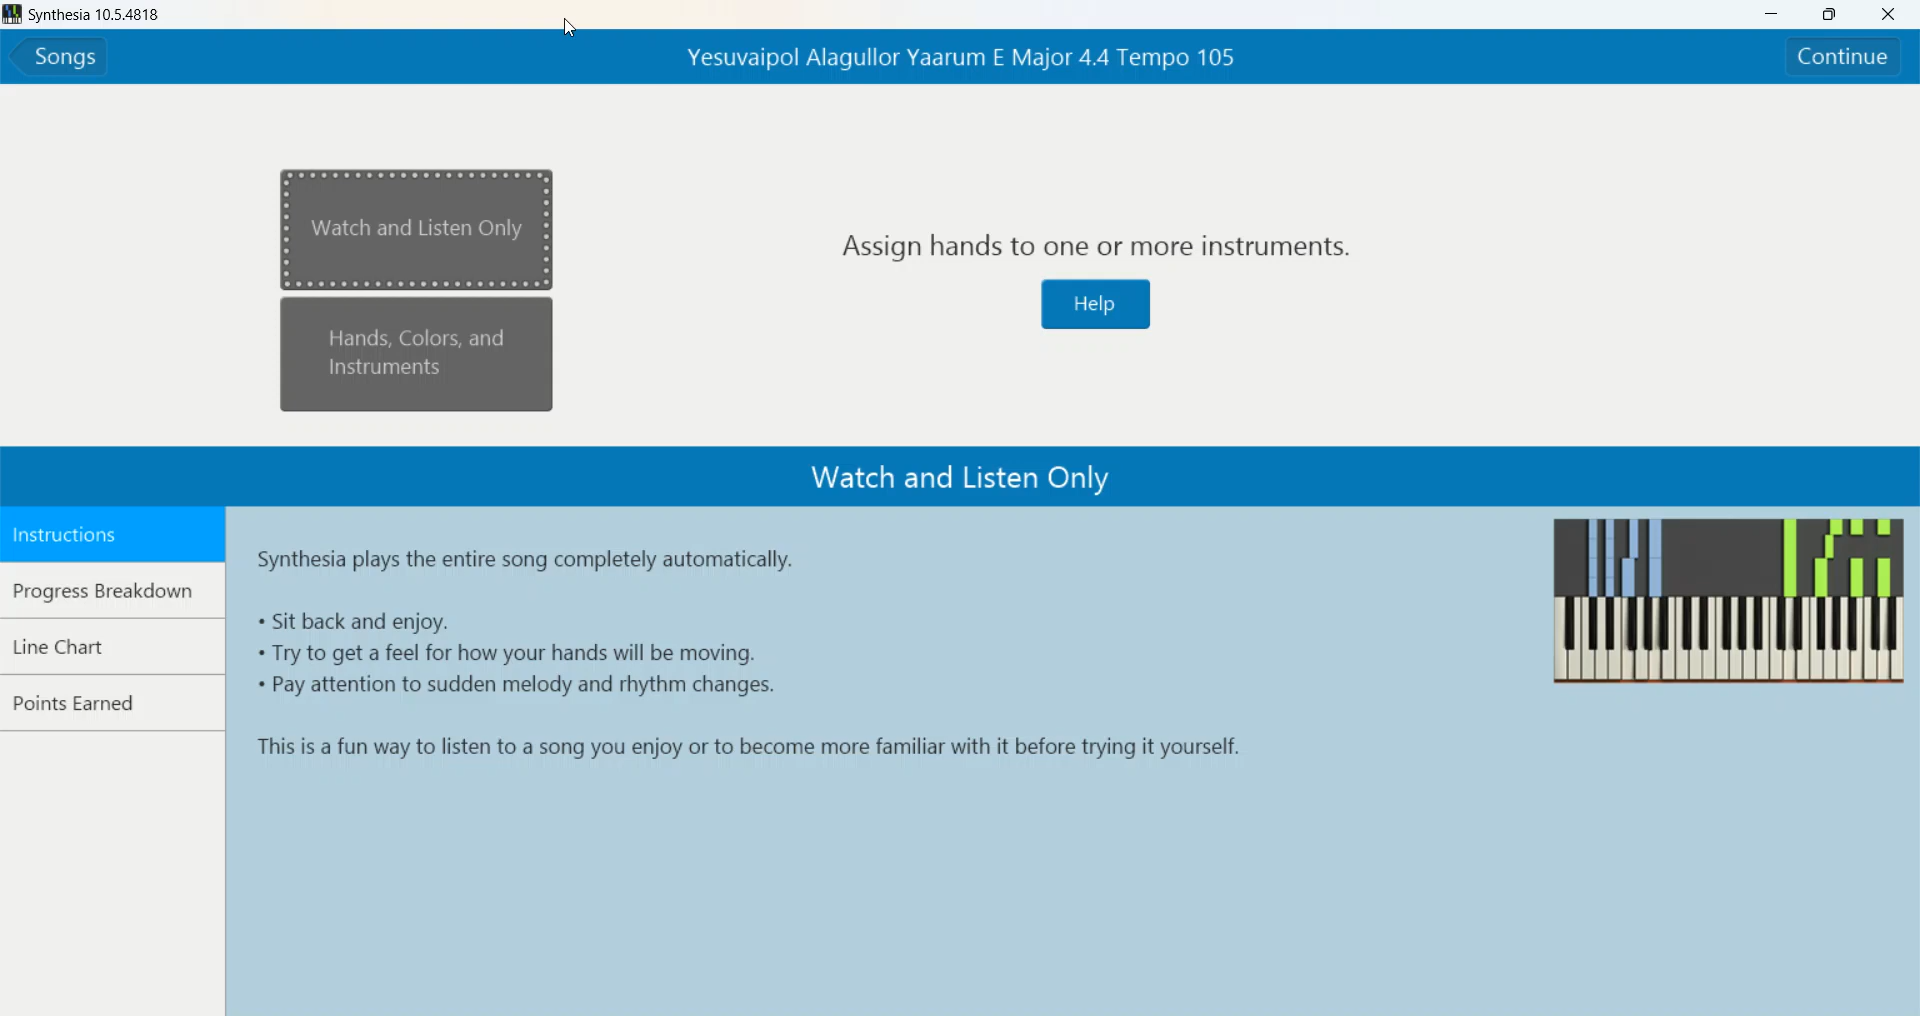 Synthesia 10.5.4818
Songs
Yesuvaipol Alagullor Yaarum E Major 4.4 Tempo 105
Continue
Watch and Listen Only
Assign hands to one or more instruments.
Help
Hands, Colors, and
Instruments
Watch and Listen Only
Instructions
Progress Breakdown
Line Chart
Points Earned
Synthesia plays the entire song completely automatically.
• Sit back and enjoy.
• Try to get a feel for how your hands will be moving.
• Pay attention to sudden melody and rhythm changes.
This is a fun way to listen to a song you enjoy or to become more familiar with it before trying it yourself.